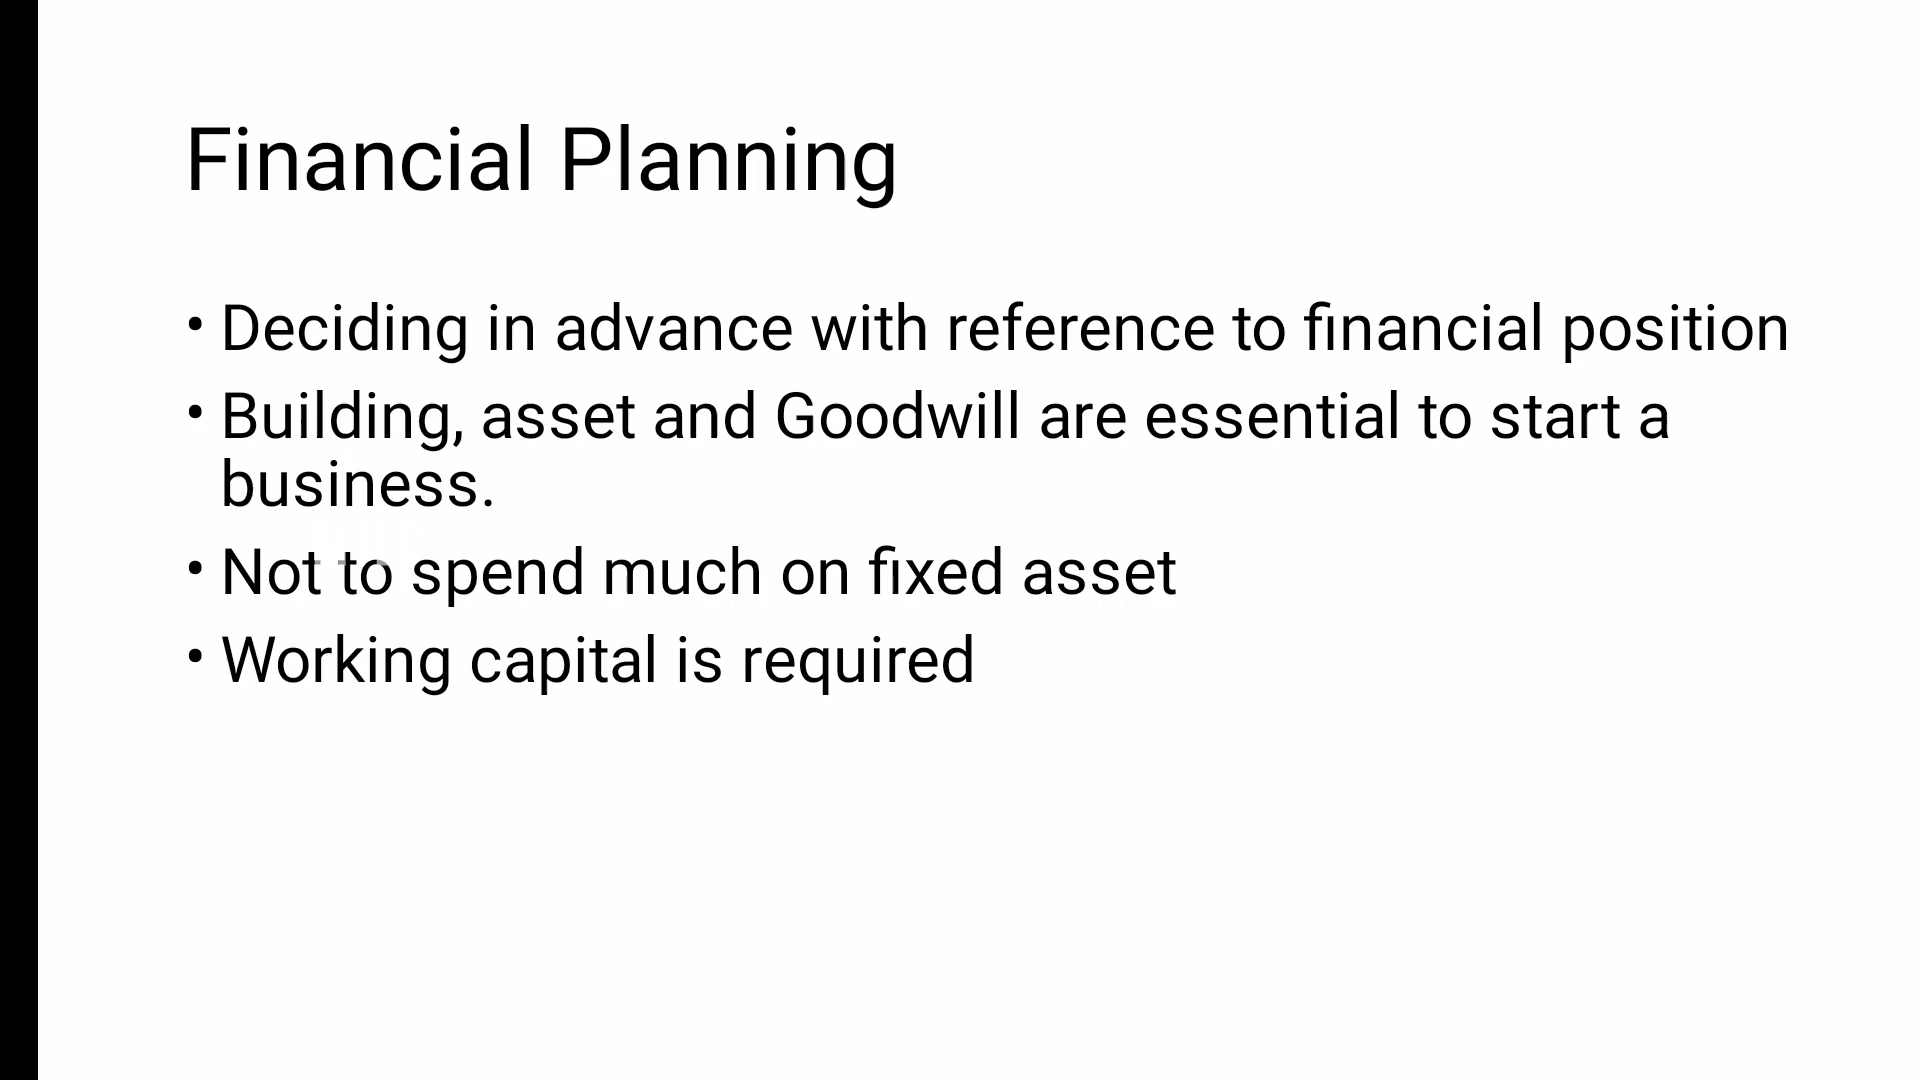 Financial Planning
• Deciding in advance with reference to financial position
• Building, asset and Goodwill are essential to start a
business.
• Not to spend much on fixed asset
• Working capital is required